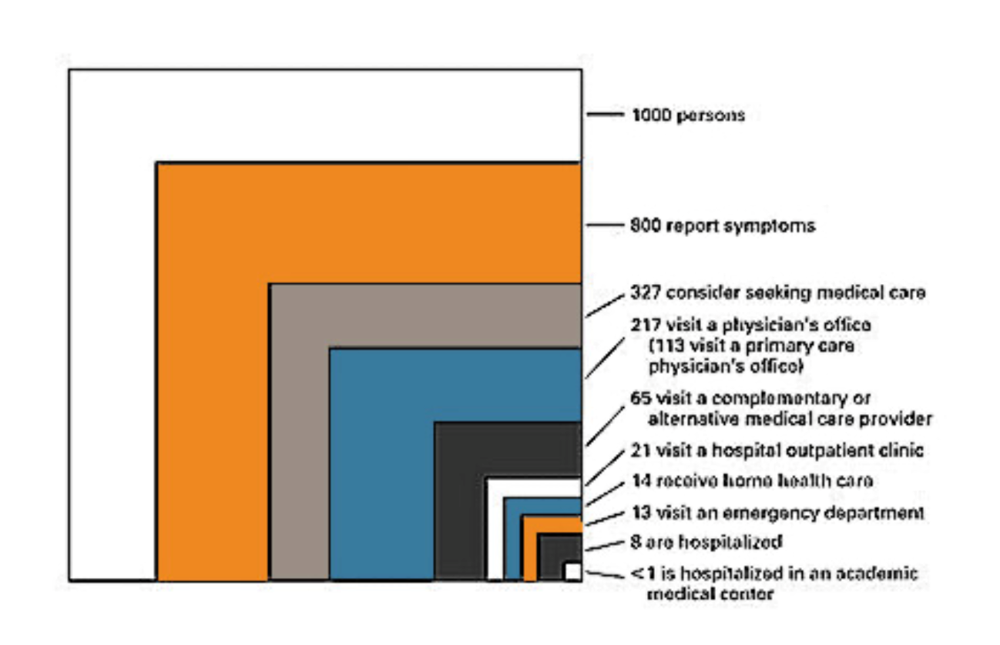 1000 persons
800 report symptoms
327 consider seeking medical care
217 visit a physician's office
(113 visit a primary care
physician's office)
65 visit a complementary or
alternative medical care provider
21 visit a hospital outpatient clinic
14 receive home health care
13 visit an emergency department
8 are hospitalized
<1 is hospitalized in an academic
medical center